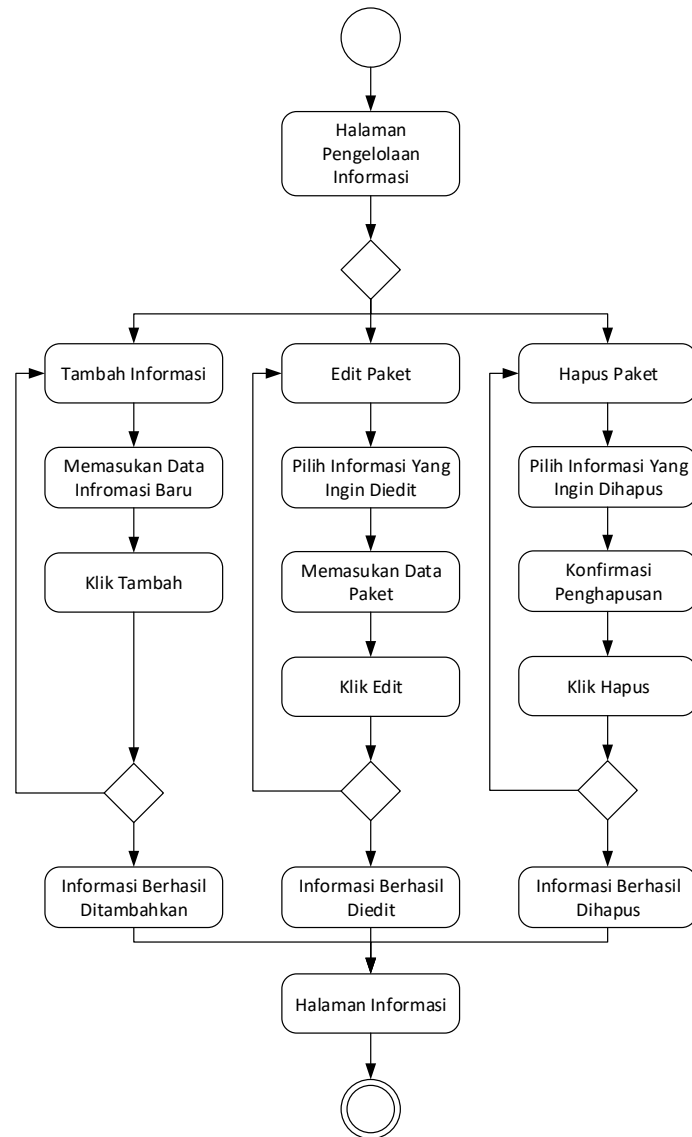 Halaman
Pengelolaan
Informasi
Tambah Informasi
Memasukan Data
Infromasi Baru
Klik Tambah
Informasi Berhasil
Ditambahkan
Edit Paket
Pilih Informasi Yang
Ingin Diedit
Memasukan Data
Paket
Klik Edit
Informasi Berhasil
Diedit
Hapus Paket
Pilih Informasi Yang
Ingin Dihapus
Konfirmasi
Penghapusan
Klik Hapus
Informasi Berhasil
Dihapus
Halaman Informasi